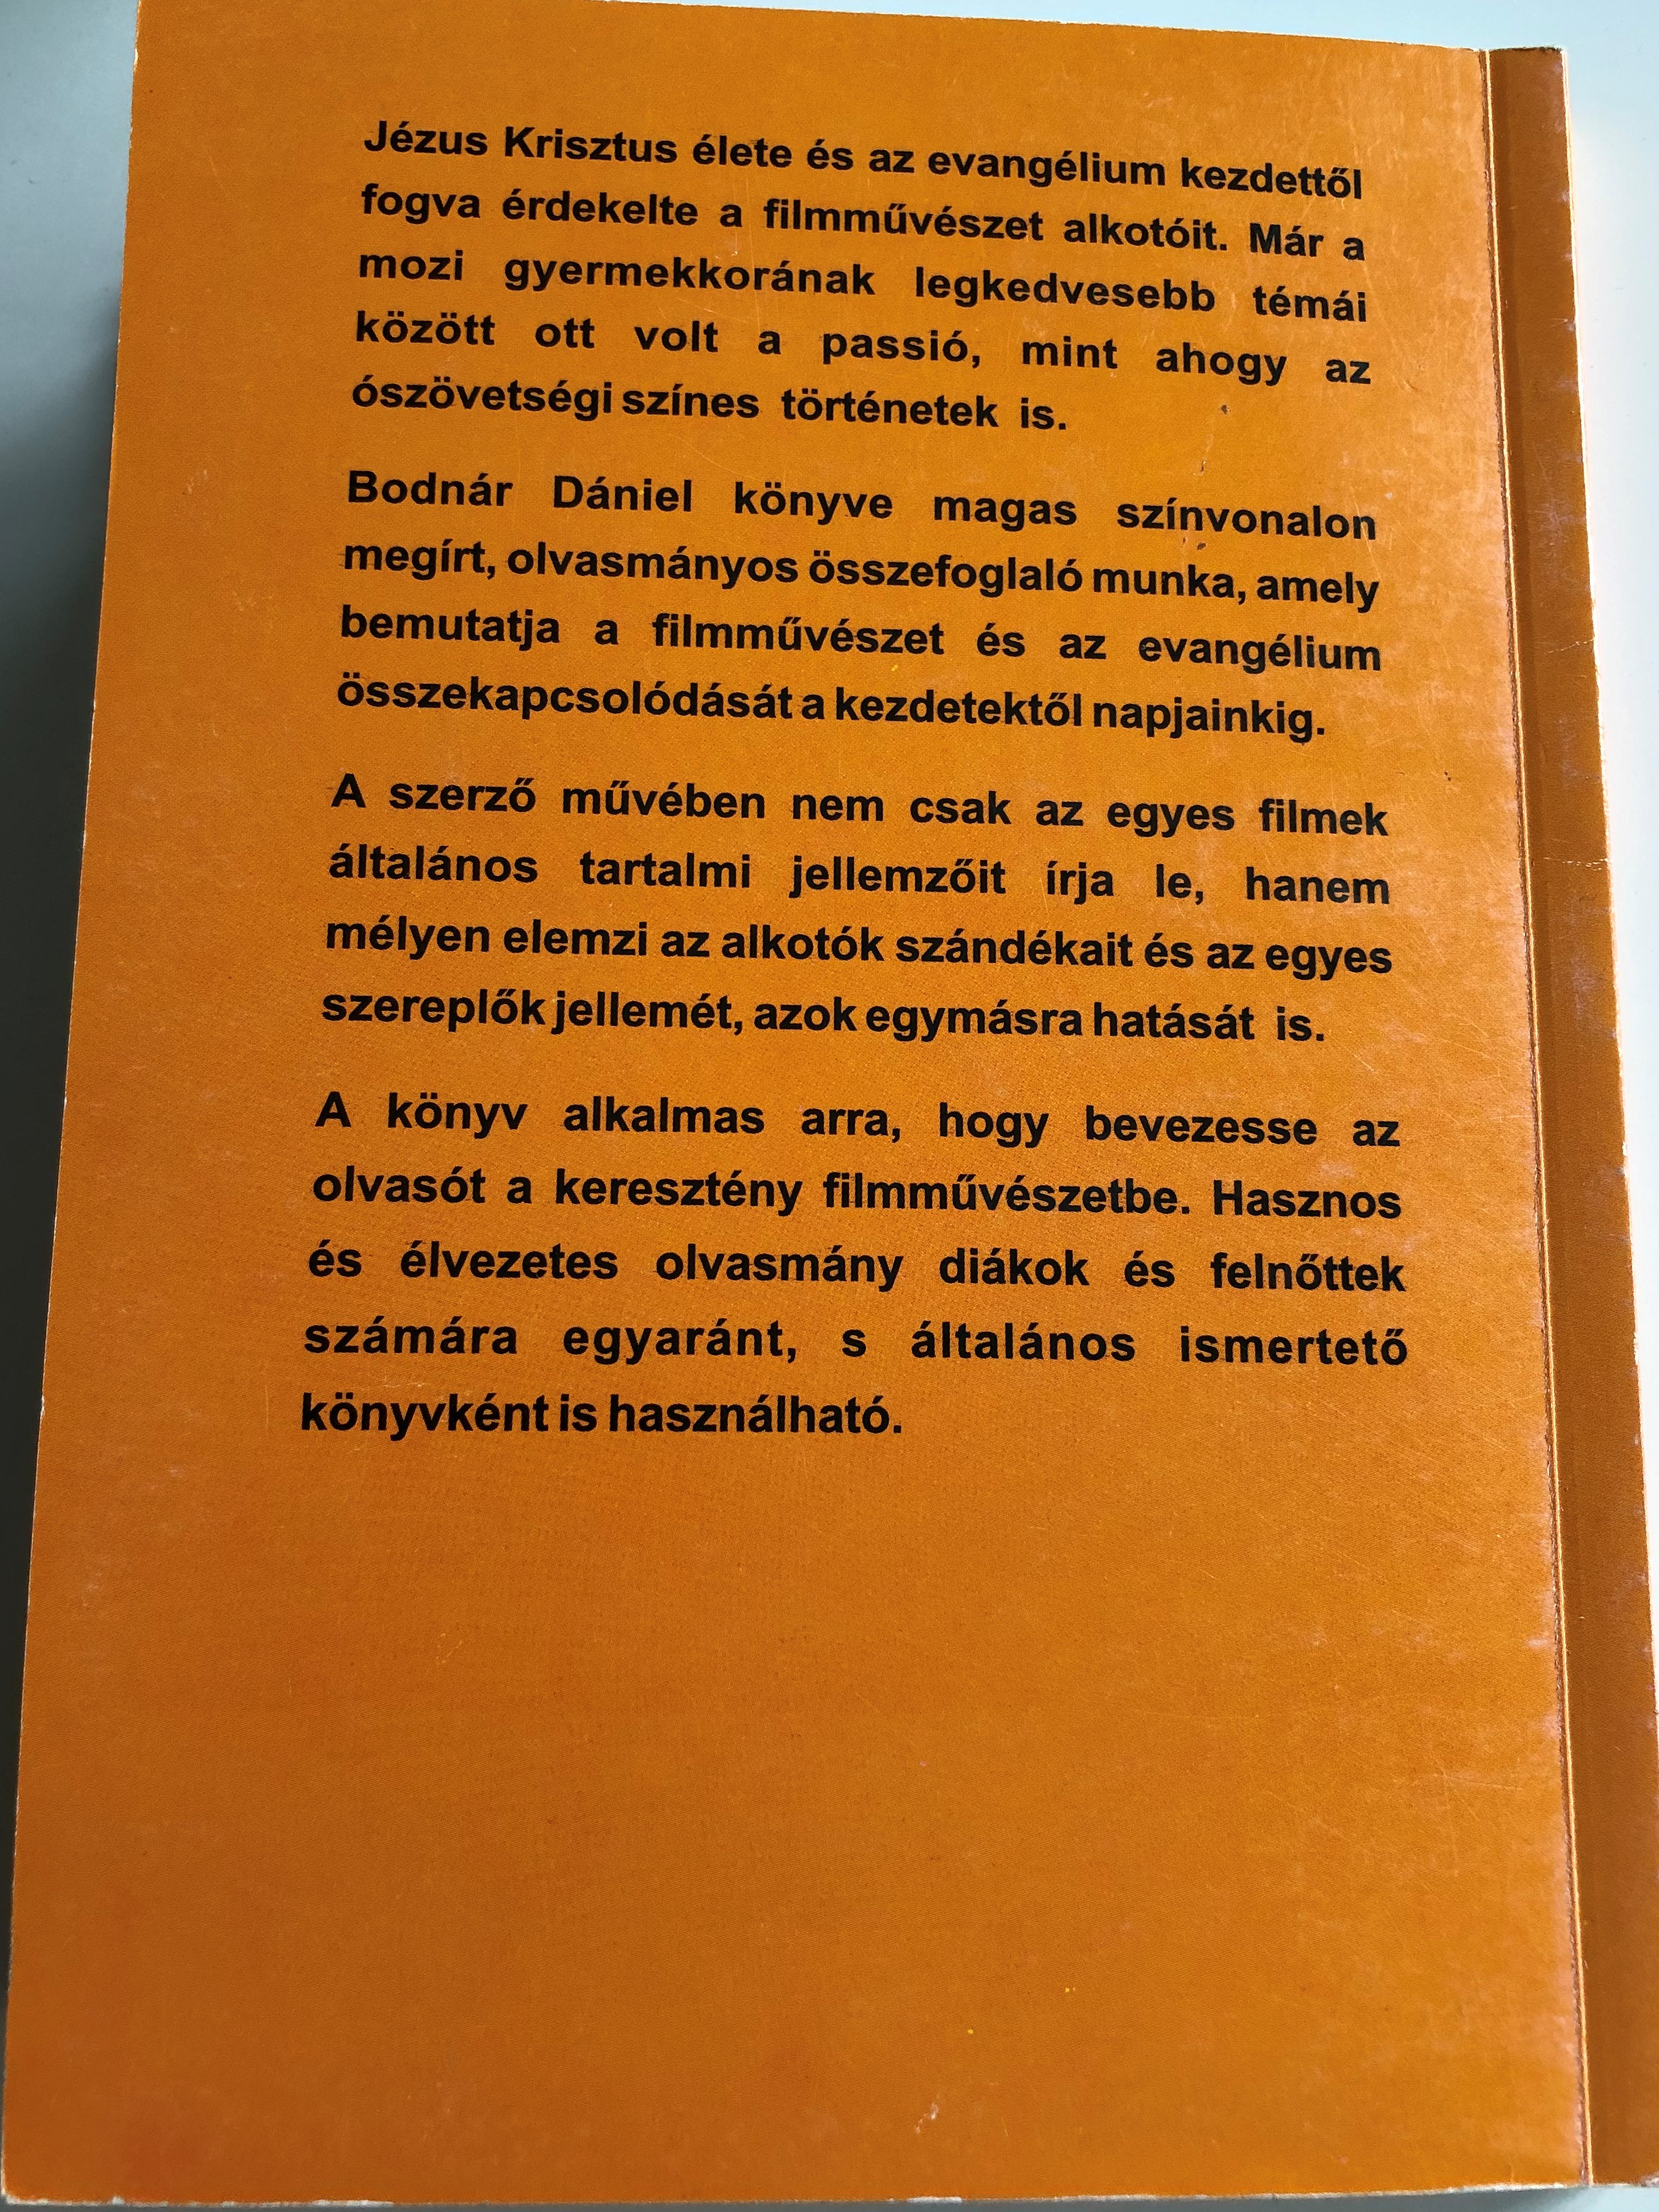 Jézus Krisztus élete és az evangélium kezdettől
fogva érdekelte a filmművészet alkotóit. Már a
mozi gyermekkorának legkedvesebb témái
között ott volt a passió, mint ahogy az
ószövetségi színes történetek is.
Bodnár Dániel könyve magas színvonalon
megírt, olvasmányos összefoglaló munka, amely
bemutatja a filmművészet és az evangélium
összekapcsolódását a kezdetektől napjainkig.
A szerző művében nem csak az egyes filmek
általános tartalmi jellemzőit írja le, hanem
mélyen elemzi az alkotók szándékait és az egyes
szereplők jellemét, azok egymásra hatását is.
A könyv alkalmas arra, hogy bevezesse az
olvasót a keresztény filmművészetbe. Hasznos
és élvezetes olvasmány diákok és felnőttek
számára egyaránt, s általános ismertető
könyvként is használható.